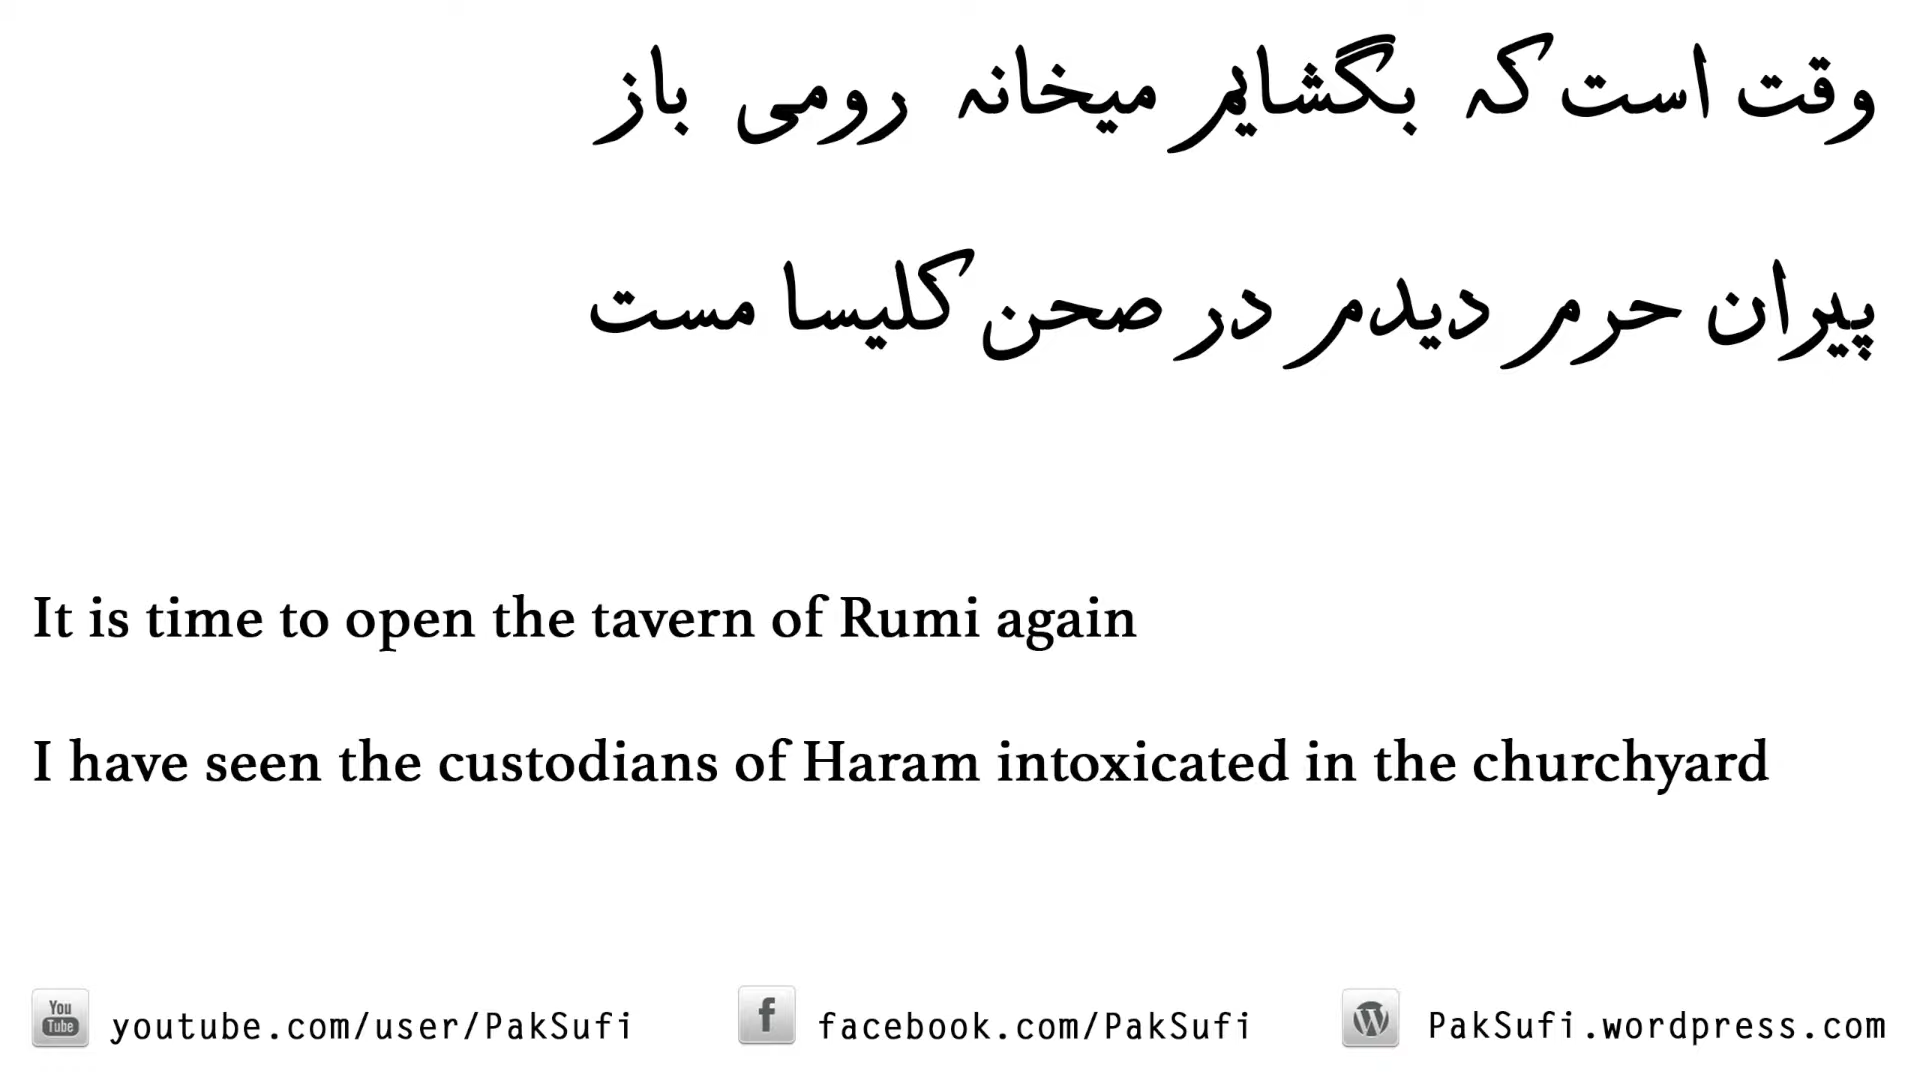 وقت است کہ بگشایم میخانہ رومی باز
پیران حرم دیدم در صحن کلیسا مست
It is time to open the tavern of Rumi again
I have seen the custodians of Haram intoxicated in the churchyard
You Tube youtube.com/user/PakSufi f facebook.com/PakSufi W PakSufi.wordpress.com